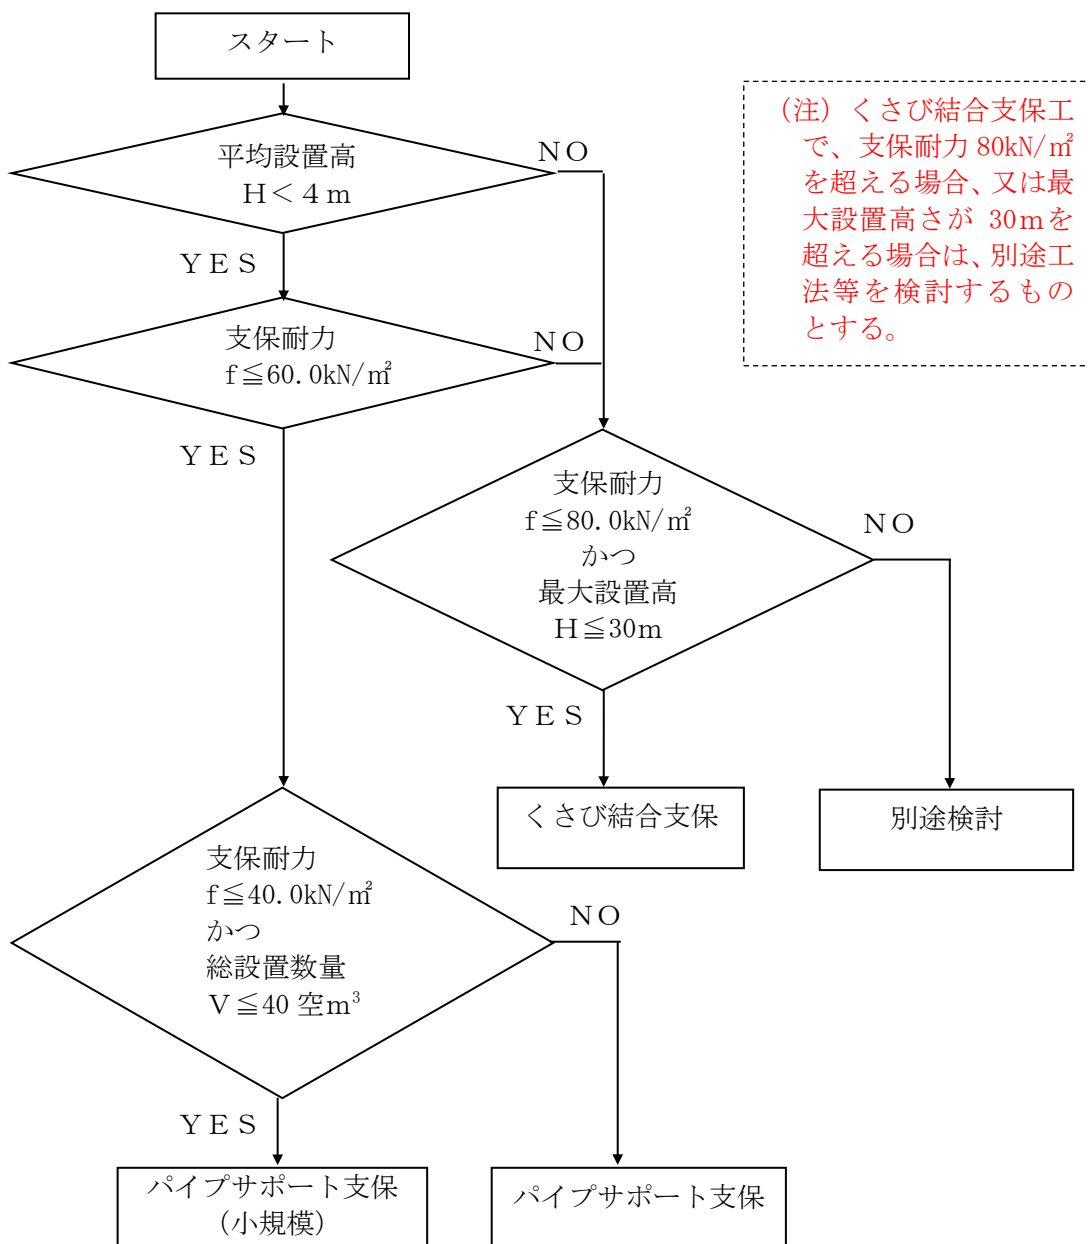 スタート
(注) くさび結合支保工
で、支保耐力 80kN/㎡
を超える場合、又は最
大設置高さが 30mを
超える場合は、別途工
法等を検討するもの
とする。
平均設置高
H<4m
NO
YES
支保耐力
f≦60.0kN/㎡
NO
YES
支保耐力
f≦80.0kN/㎡
かつ
最大設置高
H≦30m
NO
YES
くさび結合支保
別途検討
支保耐力
f≦40.0kN/㎡
かつ
総設置数量
V≦40 空m³
NO
YES
パイプサポート支保
(小規模)
パイプサポート支保